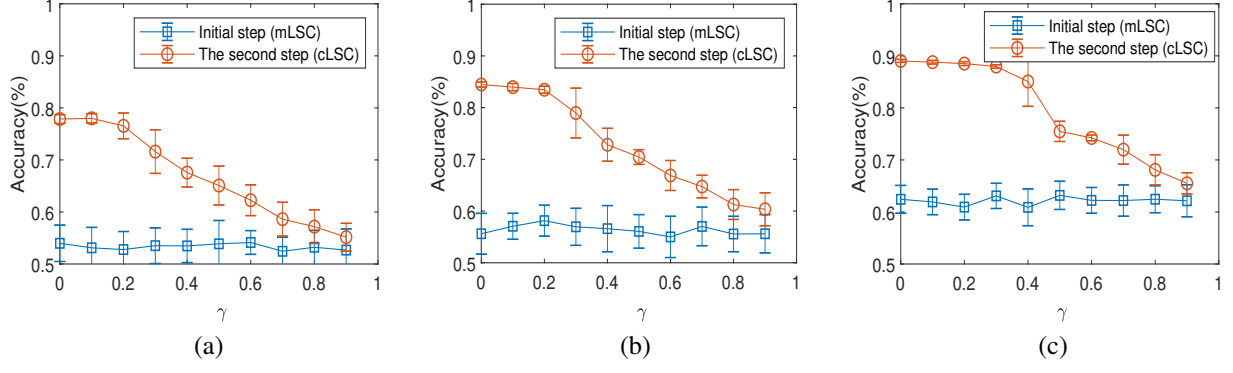 1
0.9
0.8
0.7
0.6
0.5
Accuracy(%)
Initial step (mLSC)
The second step (cLSC)
0 0.2 0.4 0.6 0.8 1
γ
(a)
1
0.9
0.8
0.7
0.6
0.5
Accuracy(%)
Initial step (mLSC)
The second step (cLSC)
0 0.2 0.4 0.6 0.8 1
γ
(b)
1
0.9
0.8
0.7
0.6
0.5
Accuracy(%)
Initial step (mLSC)
The second step (cLSC)
0 0.2 0.4 0.6 0.8 1
γ
(c)